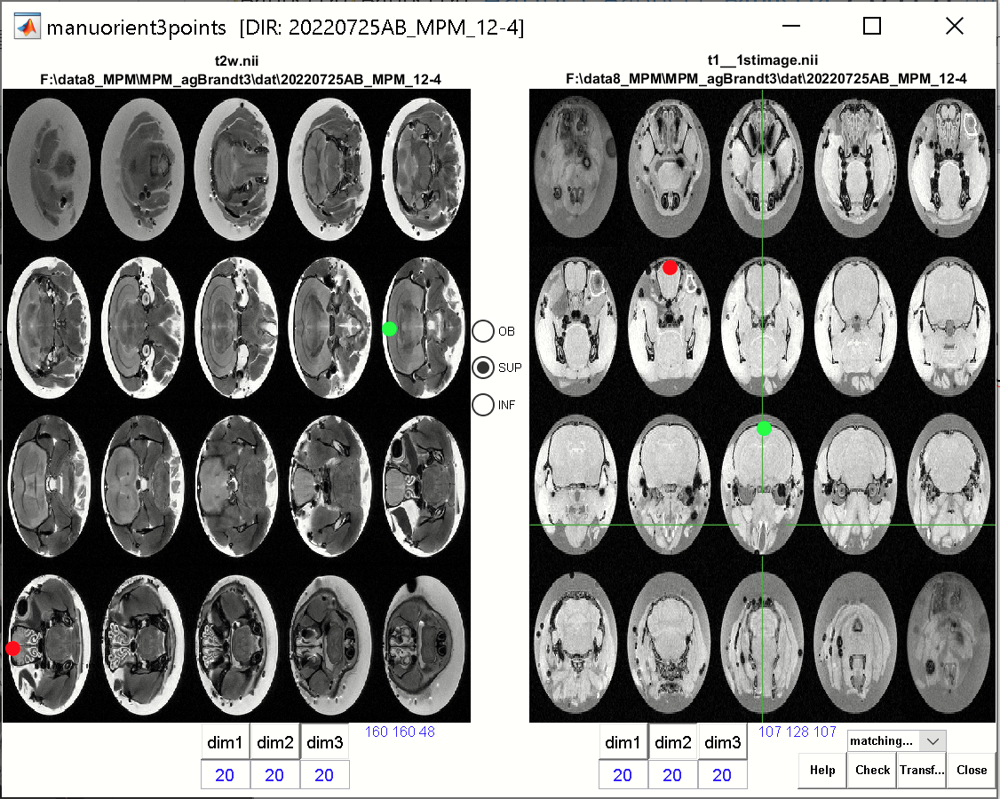 manuorient3points [DIR: 20220725AB_MPM_12-4]
t2w.nii
F:\data8_MPM\MPM_agBrandt3\dat\20220725AB_MPM_12-4
t1__1stimage.nii
F:\data8_MPM\MPM_agBrandt3\dat\20220725AB_MPM_12-4
OB
SUP
INF
dim1 dim2 dim3
160 160 48
20 20 20
dim1 dim2 dim3
107 128 107
20 20 20
matching...
Help Check Transf... Close